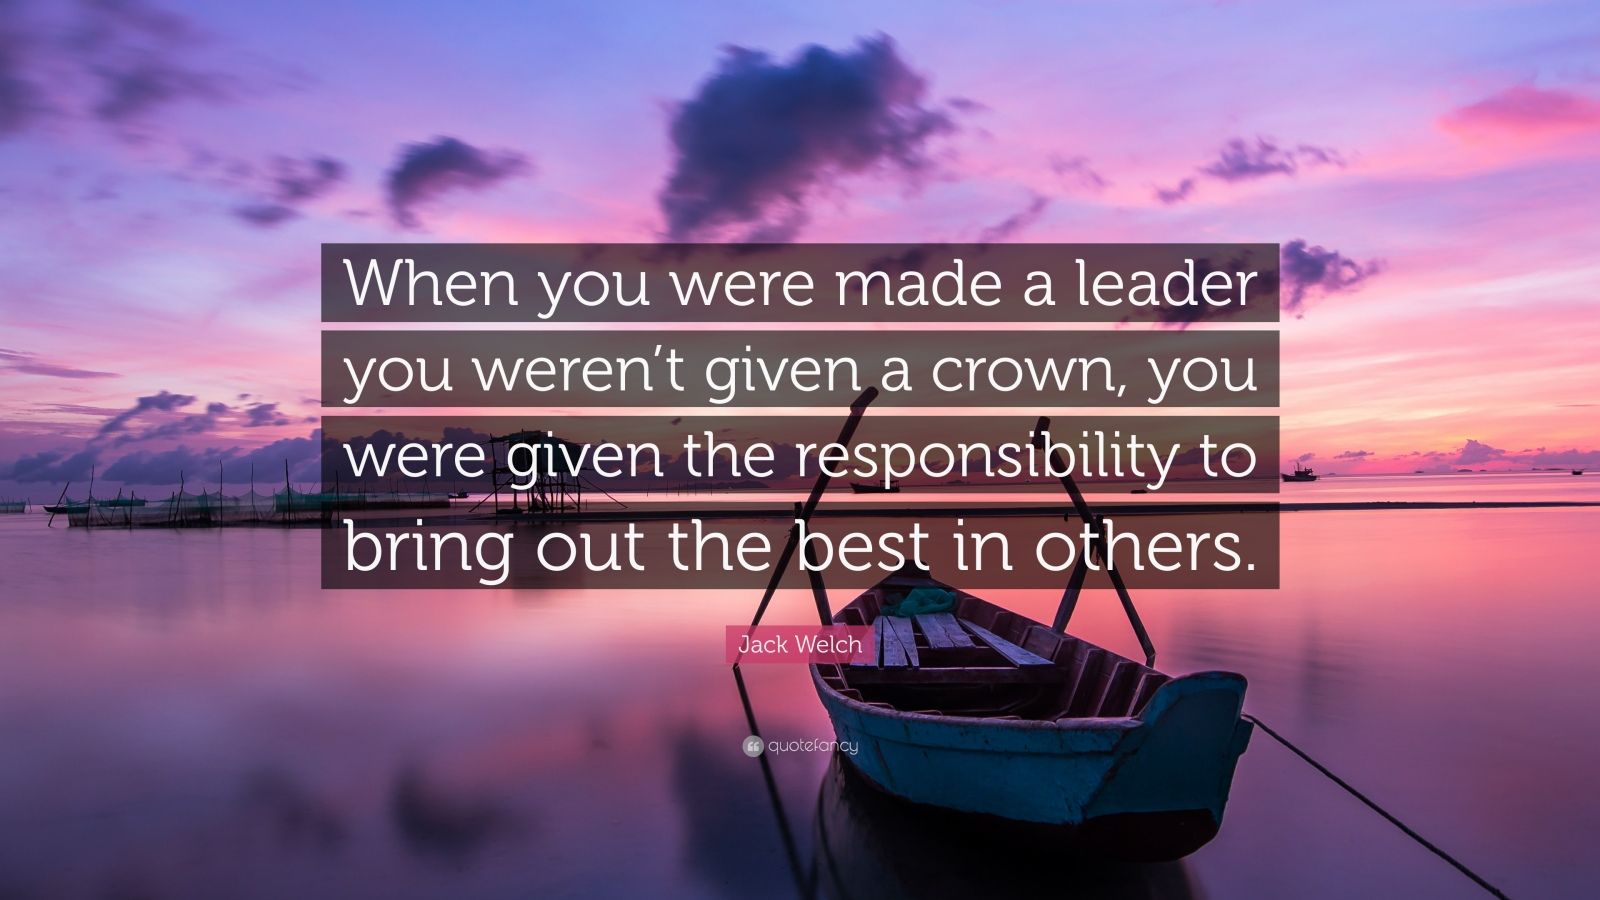 When you were made a leader
you weren’t given a crown, you
were given the responsibility to
bring out the best in others.
Jack Welch
quotefancy